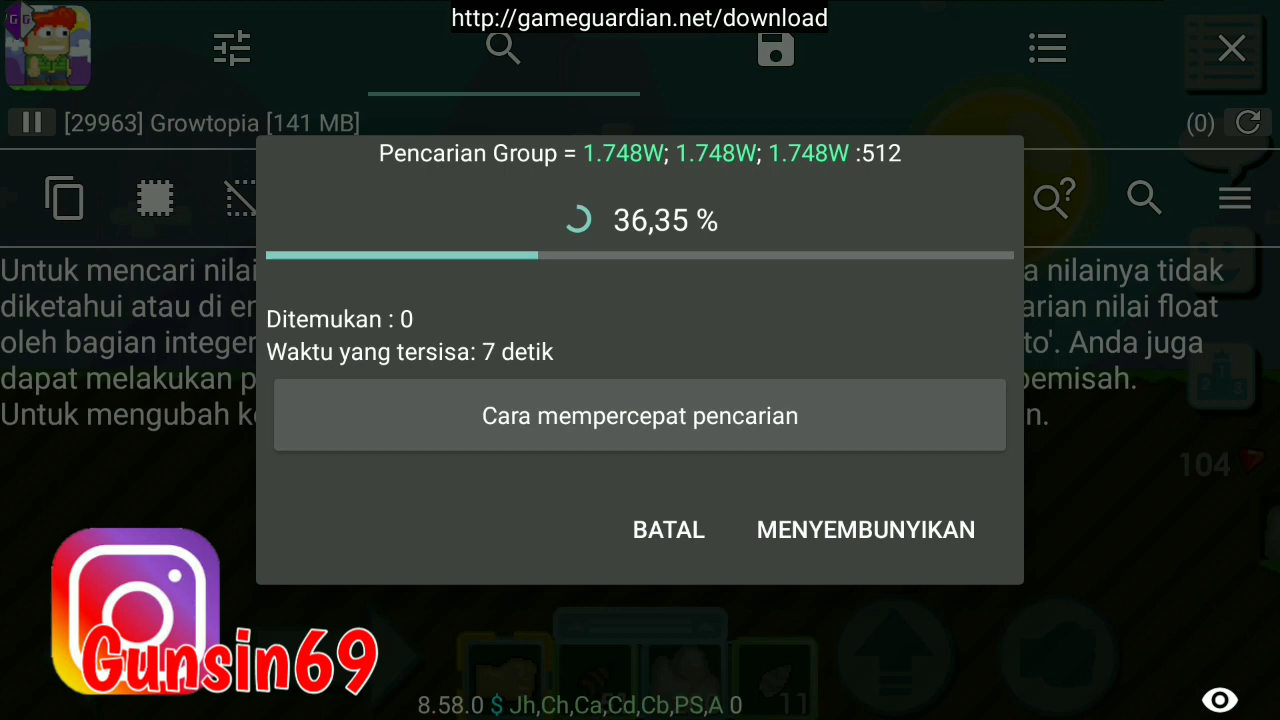 http://gameguardian.net/download
[29963] Growtopia [141 MB]
(0)
Pencarian Group = 1.748W; 1.748W; 1.748W :512
36,35 %
Untuk mencari nilai
a nilainya tidak
diketahui atau di
arian nilai float
oleh bagian integer
to'. Anda juga
dapat melakukan p
pemisah.
Untuk mengubah
n.
Ditemukan : 0
Waktu yang tersisa: 7 detik
Cara mempercepat pencarian
BATAL
MENYEMBUNYIKAN
104
Gunsin69
11
8.58.0 $ Jh,Ch,Ca,Cd,Cb,PS,A 0